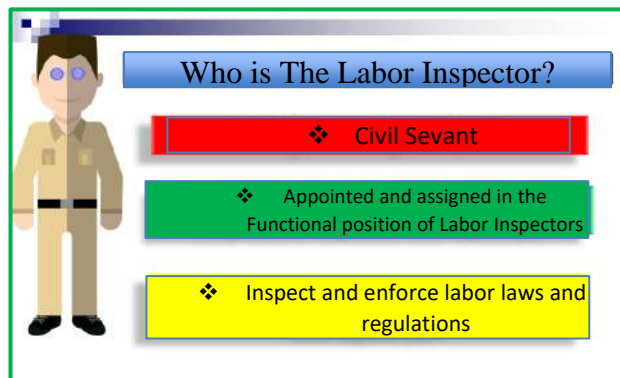 Who is The Labor Inspector?
❖ Civil Sevant
❖ Appointed and assigned in the
Functional position of Labor Inspectors
❖ Inspect and enforce labor laws and
regulations